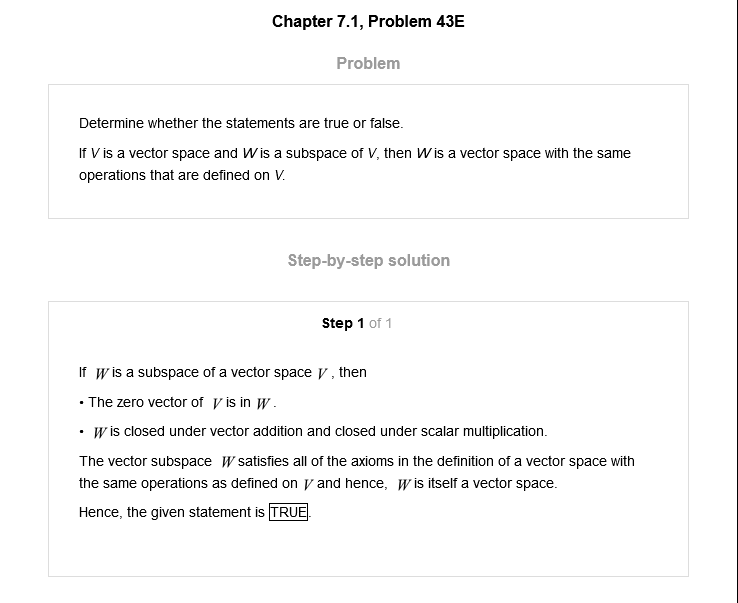 Chapter 7.1, Problem 43E
Problem
Determine whether the statements are true or false.
If V is a vector space and W is a subspace of V, then W is a vector space with the same
operations that are defined on V.
Step-by-step solution
Step 1 of 1
If W is a subspace of a vector space V , then
• The zero vector of V is in W .
• W is closed under vector addition and closed under scalar multiplication.
The vector subspace W satisfies all of the axioms in the definition of a vector space with
the same operations as defined on V and hence, W is itself a vector space.
Hence, the given statement is TRUE.